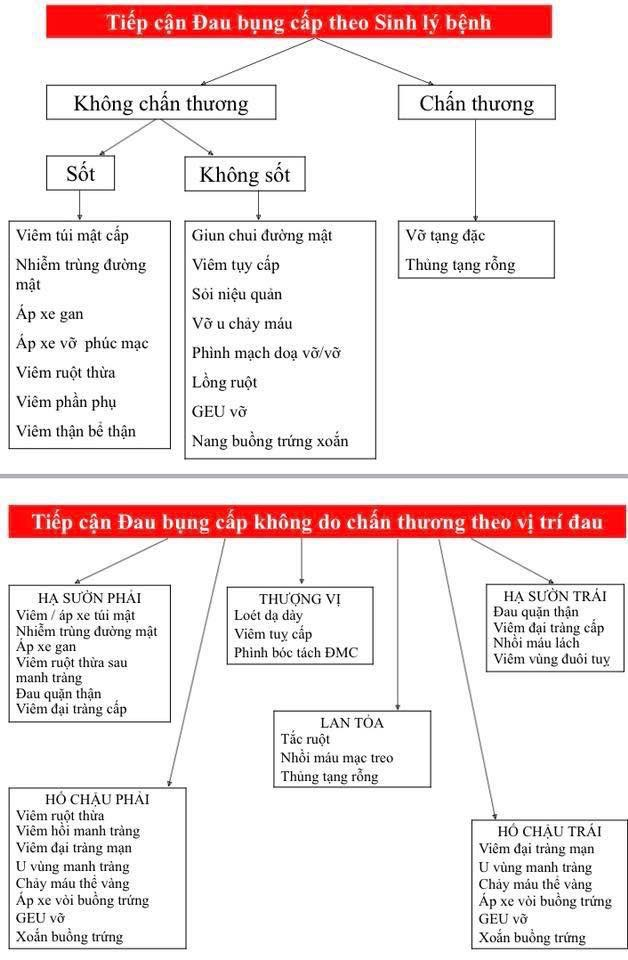 Tiếp cận Đau bụng cấp theo Sinh lý bệnh
Không chấn thương
Chấn thương
Sốt
Không sốt
Viêm túi mật cấp
Nhiễm trùng đường
mật
Áp xe gan
Áp xe vỡ phúc mạc
Viêm ruột thừa
Viêm phần phụ
Viêm thận bể thận
Giun chui đường mật
Viêm tụy cấp
Sỏi niệu quản
Vỡ u chảy máu
Phình mạch doạ vỡ/vỡ
Lồng ruột
GEU vỡ
Nang buồng trứng xoắn
Vỡ tạng đặc
Thủng tạng rỗng
Tiếp cận Đau bụng cấp không do chấn thương theo vị trí đau
HẠ SƯỜN PHẢI
Viêm / áp xe túi mật
Nhiễm trùng đường mật
Áp xe gan
Viêm ruột thừa sau
manh tràng
Đau quặn thận
Viêm đại tràng cấp
THƯỢNG VỊ
Loét dạ dày
Viêm tuỵ cấp
Phình bóc tách ĐMC
HẠ SƯỜN TRÁI
Đau quặn thận
Viêm đại tràng cấp
Nhồi máu lách
Viêm vùng đuôi tuỵ
LAN TỎA
Tắc ruột
Nhồi máu mạc treo
Thủng tạng rỗng
HỐ CHẬU PHẢI
Viêm ruột thừa
Viêm hồi manh tràng
Viêm đại tràng mạn
U vùng manh tràng
Chảy máu thể vàng
Áp xe vòi buồng trứng
GEU vỡ
Xoắn buồng trứng
HỐ CHẬU TRÁI
Viêm đại tràng mạn
U vùng manh tràng
Chảy máu thể vàng
Áp xe vòi buồng trứng
GEU vỡ
Xoắn buồng trứng